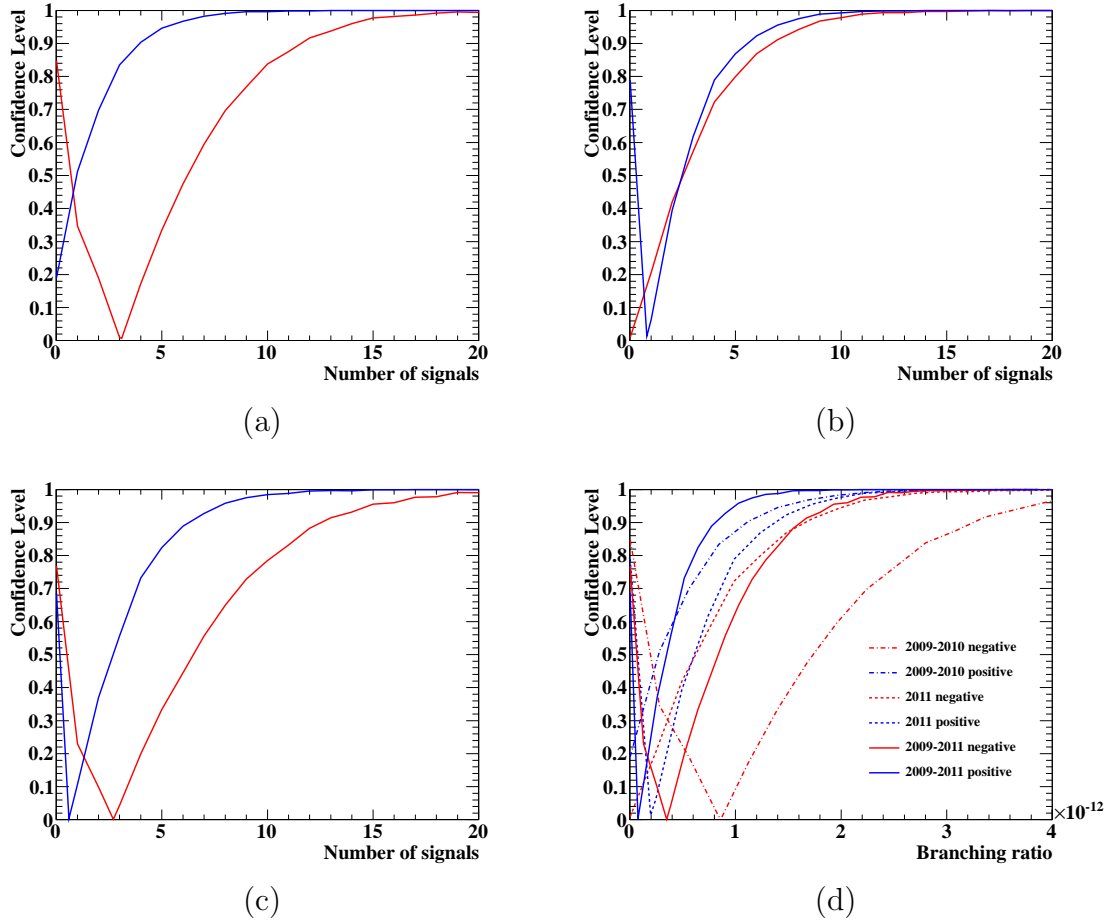 1
0.9
0.8
0.7
0.6
0.5
0.4
0.3
0.2
0.1
0
Confidence Level
0 5 10 15 20
Number of signals
(a)
1
0.9
0.8
0.7
0.6
0.5
0.4
0.3
0.2
0.1
0
Confidence Level
0 5 10 15 20
Number of signals
(b)
1
0.9
0.8
0.7
0.6
0.5
0.4
0.3
0.2
0.1
0
Confidence Level
0 5 10 15 20
Number of signals
(c)
1
0.9
0.8
0.7
0.6
0.5
0.4
0.3
0.2
0.1
0
Confidence Level
2009-2010 negative
2009-2010 positive
2011 negative
2011 positive
2009-2011 negative
2009-2011 positive
×10⁻¹²
0 1 2 3 4
Branching ratio
(d)